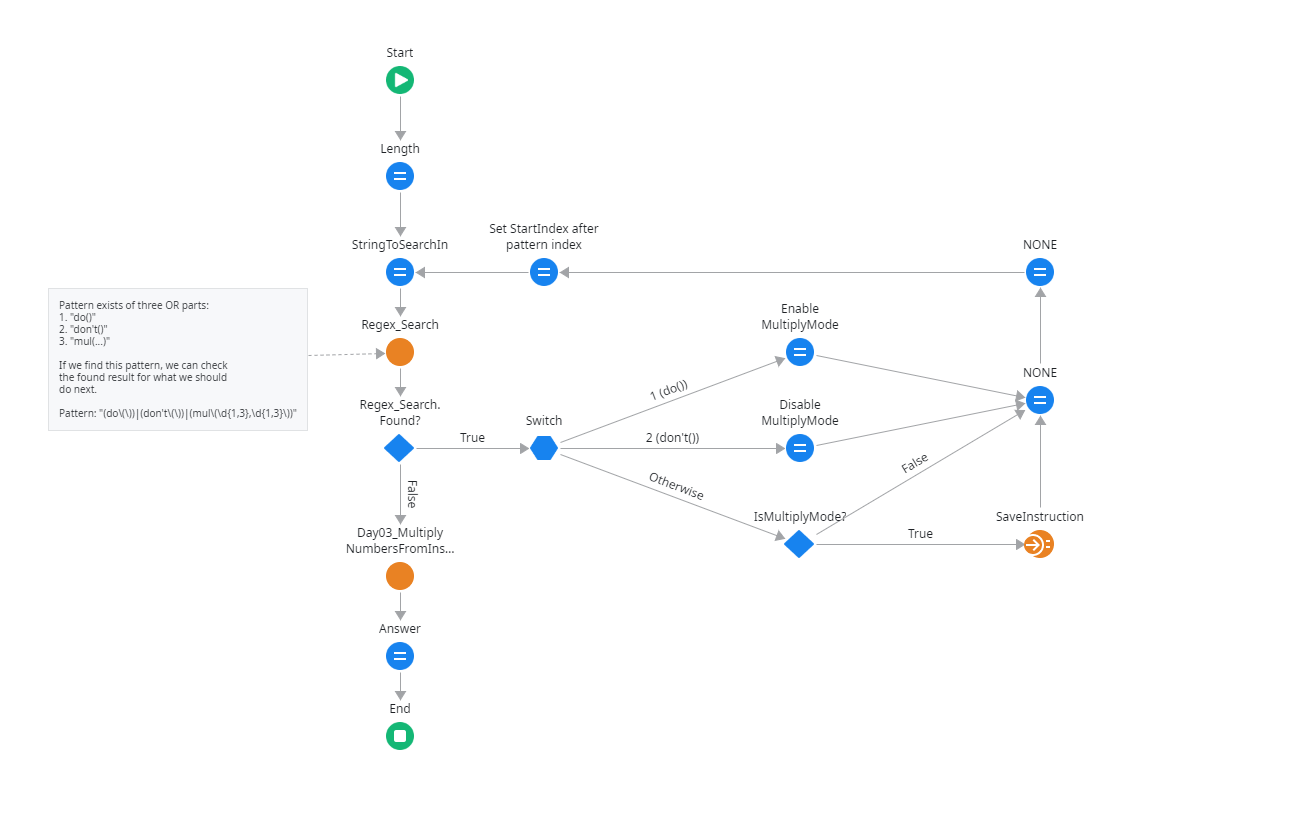 Start
Length
StringToSearchIn
Set StartIndex after
pattern index
NONE
Pattern exists of three OR parts:
1. "do()"
2. "don't()"
3. "mul(...)"
If we find this pattern, we can check
the found result for what we should
do next.
Pattern: "(do\(\))|(don't\(\))|(mul\(\d{1,3},\d{1,3}\))"
Regex_Search
Enable
MultiplyMode
NONE
Regex_Search.
Found?
True
Switch
1 (do())
2 (don't())
Otherwise
Disable
MultiplyMode
False
IsMultiplyMode?
True
SaveInstruction
False
Day03_Multiply
NumbersFromIns...
Answer
End